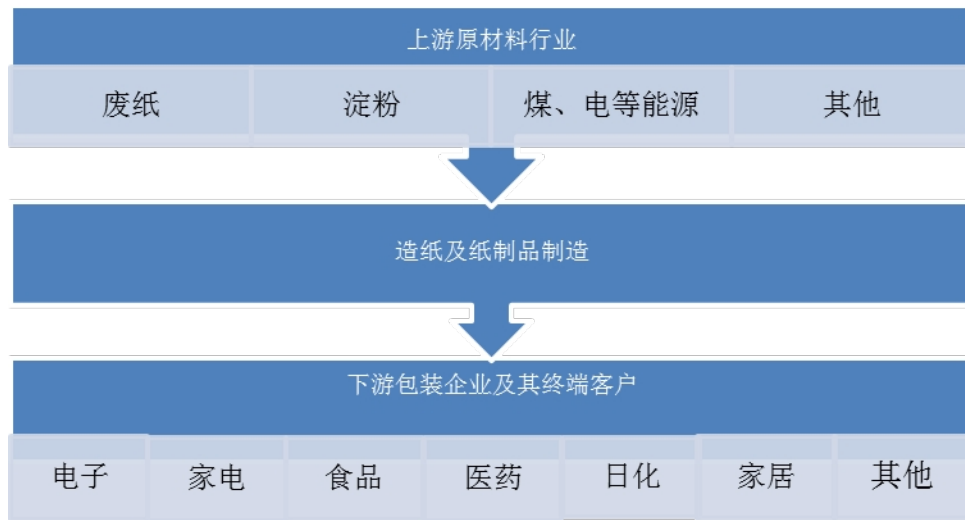 上游原材料行业
废纸 淀粉 煤、电等能源 其他
造纸及纸制品制造
下游包装企业及其终端客户
电子 家电 食品 医药 日化 家居 其他